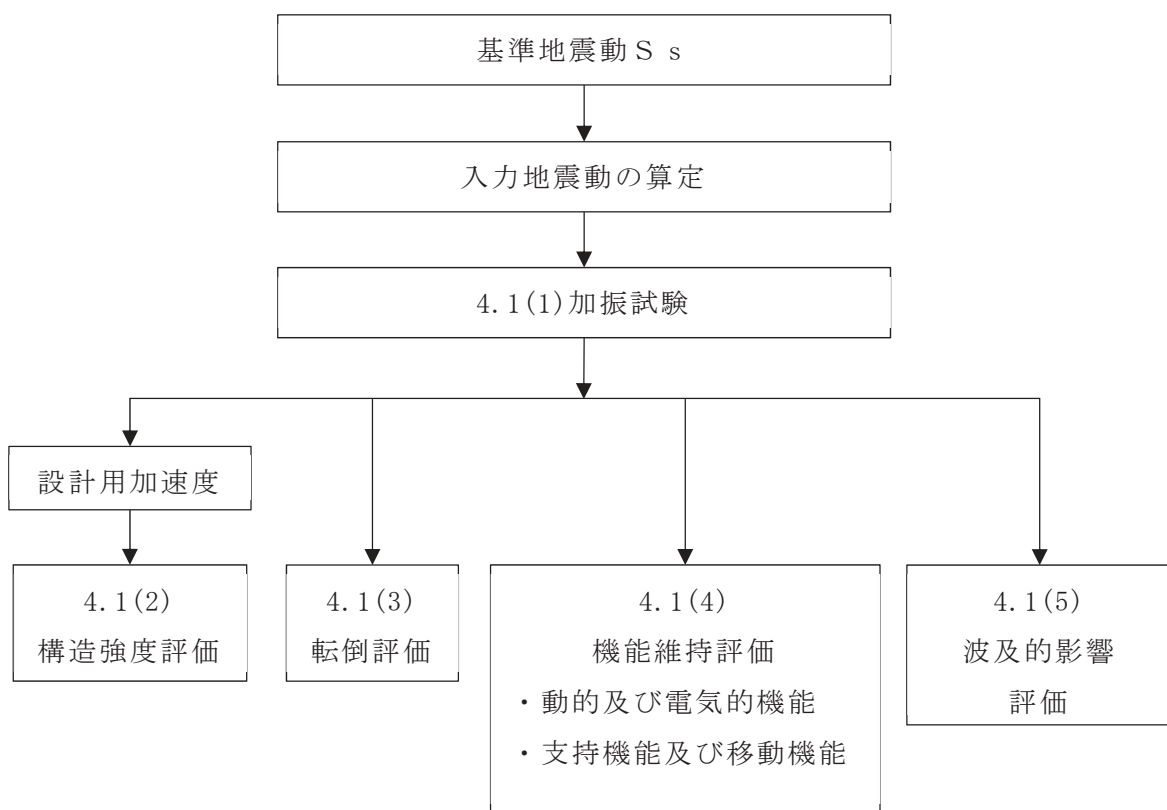 基準地震動Ｓｓ
入力地震動の算定
4.1(1)加振試験
設計用加速度
4.1(2)
構造強度評価
4.1(3)
転倒評価
4.1(4)
機能維持評価
・動的及び電気的機能
・支持機能及び移動機能
4.1(5)
波及的影響
評価